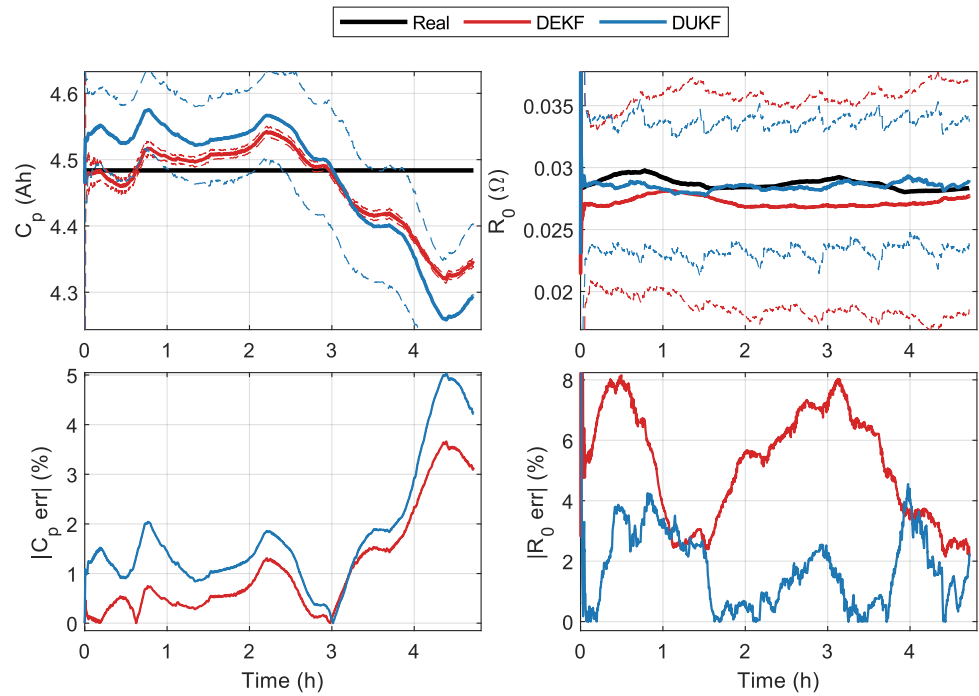 Real DEKF DUKF
4.6
4.5
4.4
4.3
C_p (Ah)
0 1 2 3 4
0.035
0.03
0.025
0.02
R_0 (Ω)
0 1 2 3 4
5
4
3
2
1
0
|C_p err| (%)
0 1 2 3 4
Time (h)
8
6
4
2
0
|R_0 err| (%)
0 1 2 3 4
Time (h)